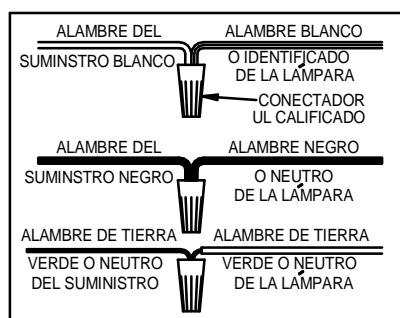 ALAMBRE DEL
SUMINSTRO BLANCO
ALAMBRE BLANCO
O IDENTIFICADO
DE LA LÁMPARA
CONECTADOR
UL CALIFICADO
ALAMBRE DEL
SUMINSTRO NEGRO
ALAMBRE NEGRO
O NEUTRO
DE LA LÁMPARA
ALAMBRE DE TIERRA
VERDE O NEUTRO
DEL SUMINISTRO
ALAMBRE DE TIERRA
VERDE O NEUTRO
DE LA LÁMPARA